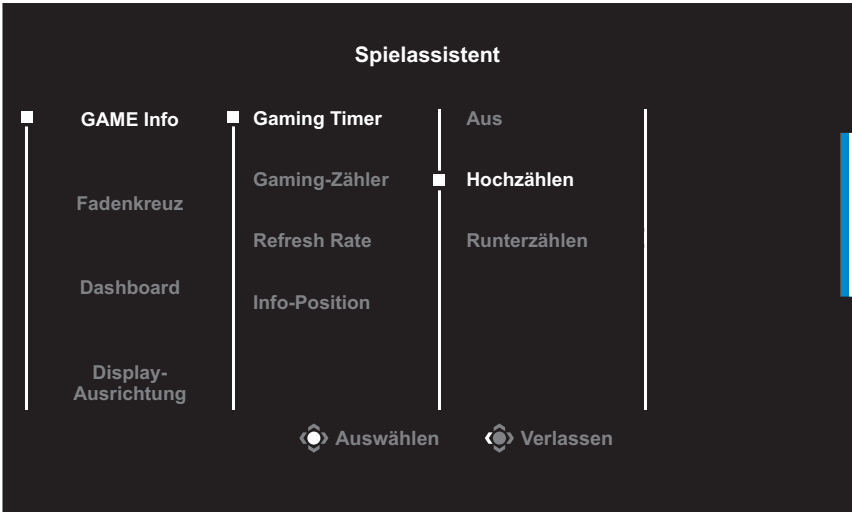 Spielassistent
GAME Info
Fadenkreuz
Dashboard
Display-
Ausrichtung
Gaming Timer
Gaming-Zähler
Refresh Rate
Info-Position
Aus
Hochzählen
Runterzählen
Auswählen
Verlassen